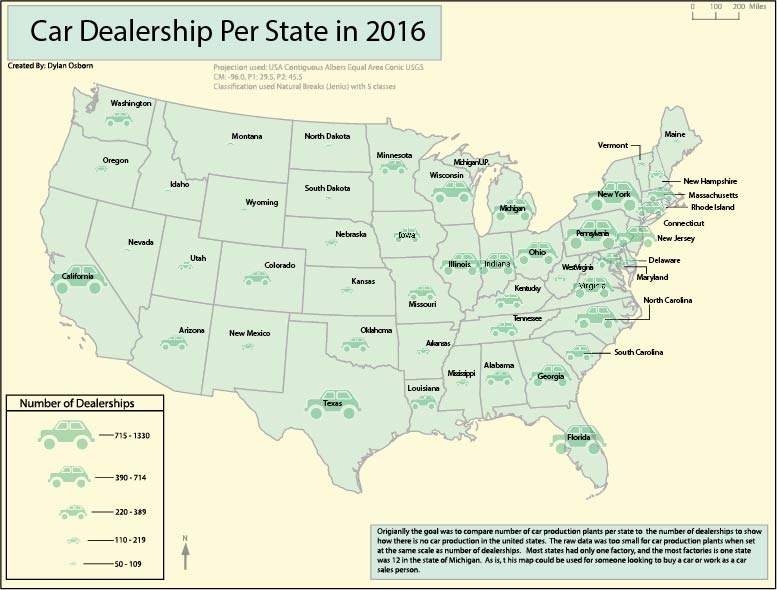 0 100 200 Miles
Car Dealership Per State in 2016
Created By: Dylan Osborn
Projection used: USA Contiguous Albers Equal Area Conic USGS
CM: -96.0, P1: 29.5, P2: 45.5
Classification used Natural Breaks (Jenks) with 5 classes
Washington
Montana
North Dakota
Minnesota
Maine
Vermont
Oregon
Idaho
Wisconsin
Michigan U.P.
New Hampshire
South Dakota
Massachusetts
New York
Rhode Island
Wyoming
Michigan
Connecticut
Nebraska
Iowa
Pennsylvania
New Jersey
Nevada
Utah
Ohio
Delaware
California
Colorado
Illinois
Indiana
West Virginia
Maryland
Kansas
Virginia
Missouri
Kentucky
North Carolina
Arizona
New Mexico
Oklahoma
Tennessee
Arkansas
South Carolina
Mississippi
Alabama
Georgia
Louisiana
Texas
Florida
Number of Dealerships
715 - 1330
390 - 714
220 - 389
110 - 219
50 - 109
N
Origianlly the goal was to compare number of car production plants per state to the number of dealerships to show
how there is no car production in the united states. The raw data was too small for car production plants when set
at the same scale as number of dealerships. Most states had only one factory, and the most factories is one state
was 12 in the state of Michigan. As is, t his map could be used for someone looking to buy a car or work as a car
sales person.